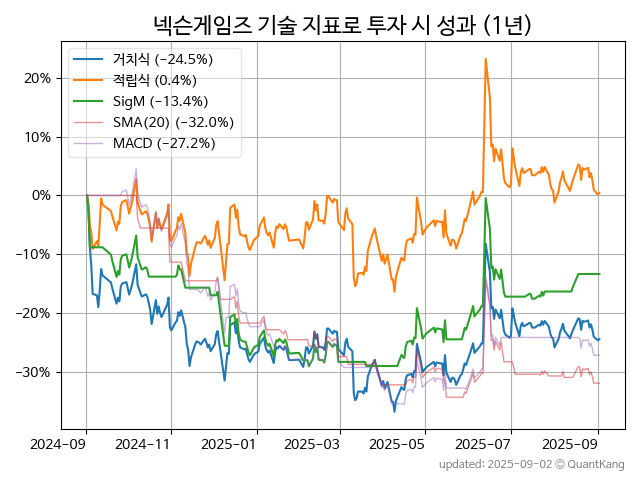 넥슨게임즈 기술 지표로 투자 시 성과 (1년)
거치식 (−24.5%)
적립식 (0.4%)
SigM (−13.4%)
SMA(20) (−32.0%)
MACD (−27.2%)
20%
10%
0%
−10%
−20%
−30%
2024-09 2024-11 2025-01 2025-03 2025-05 2025-07 2025-09
updated: 2025-09-02 © QuantKang